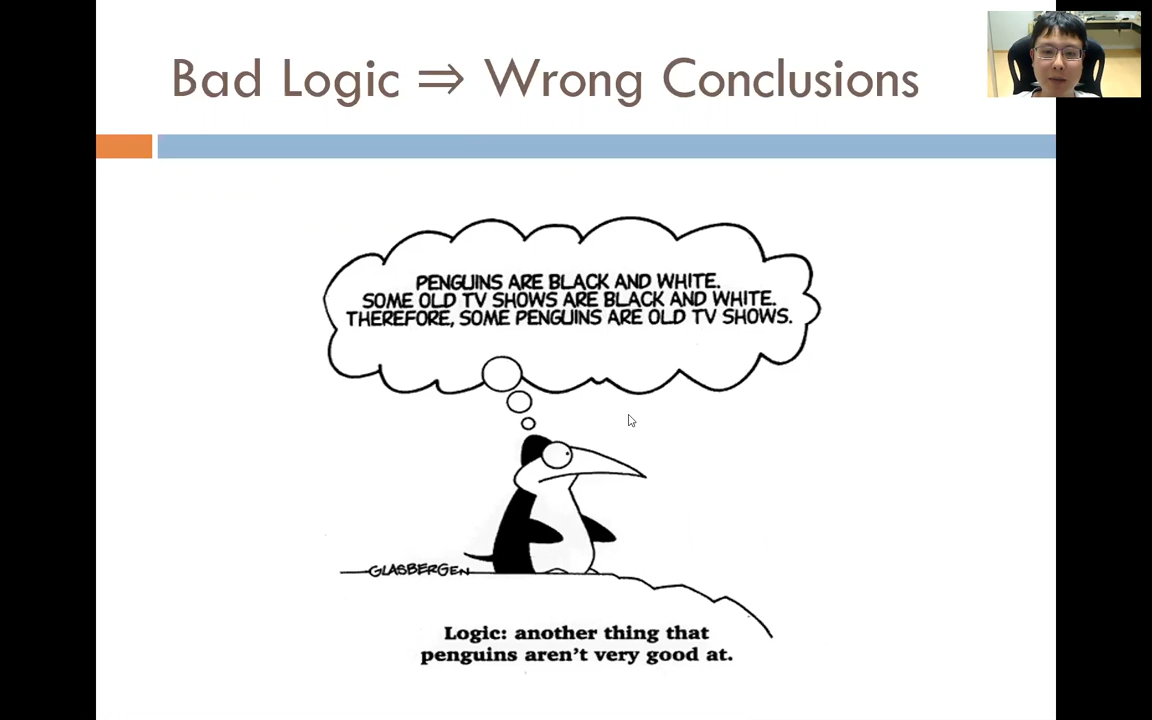 Bad Logic ⇒ Wrong Conclusions
PENGUINS ARE BLACK AND WHITE.
SOME OLD TV SHOWS ARE BLACK AND WHITE.
THEREFORE, SOME PENGUINS ARE OLD TV SHOWS.
GLASBERGEN
Logic: another thing that
penguins aren't very good at.